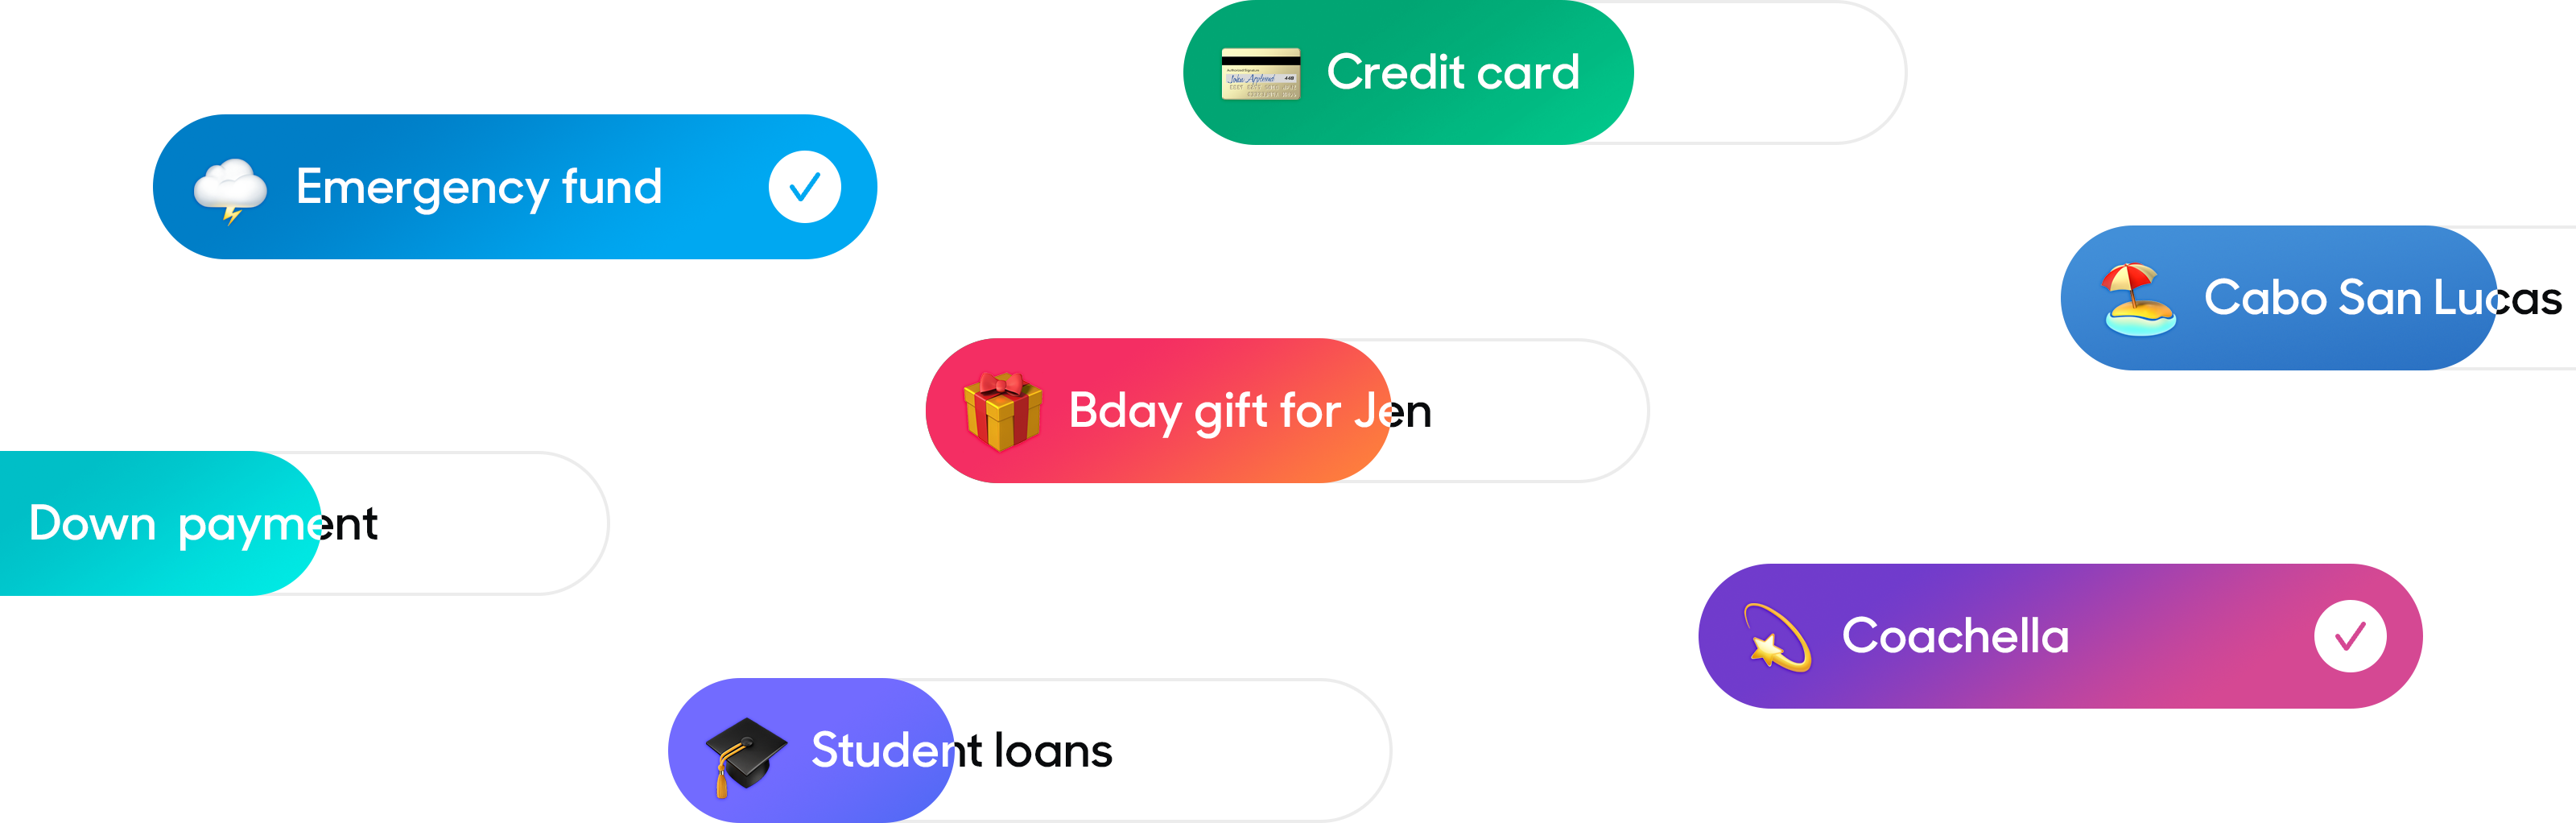 Credit card
Emergency fund
Cabo San Lucas
Bday gift for Jen
Down payment
Coachella
Student loans